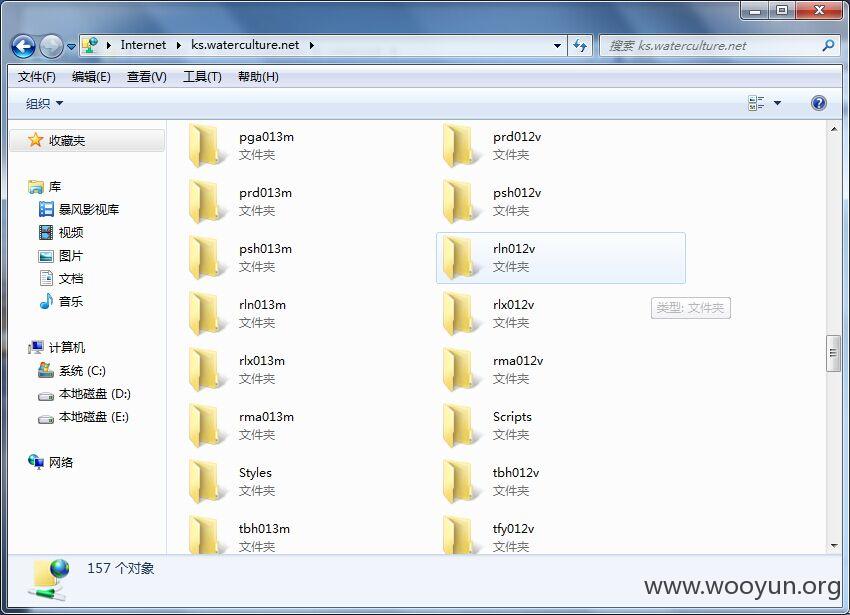 Internet ▸ ks.waterculture.net ▸
搜索 ks.waterculture.net
文件(F) 编辑(E) 查看(V) 工具(T) 帮助(H)
组织
收藏夹
库
暴风影视库
视频
图片
文档
音乐
计算机
系统 (C:)
本地磁盘 (D:)
本地磁盘 (E:)
网络
pga013m
文件夹
prd012v
文件夹
prd013m
文件夹
psh012v
文件夹
psh013m
文件夹
rln012v
文件夹
rln013m
文件夹
rlx012v
文件夹
类型: 文件夹
rlx013m
文件夹
rma012v
文件夹
rma013m
文件夹
Scripts
文件夹
Styles
文件夹
tbh012v
文件夹
tbh013m
文件夹
tfy012v
文件夹
157 个对象
www.wooyun.org